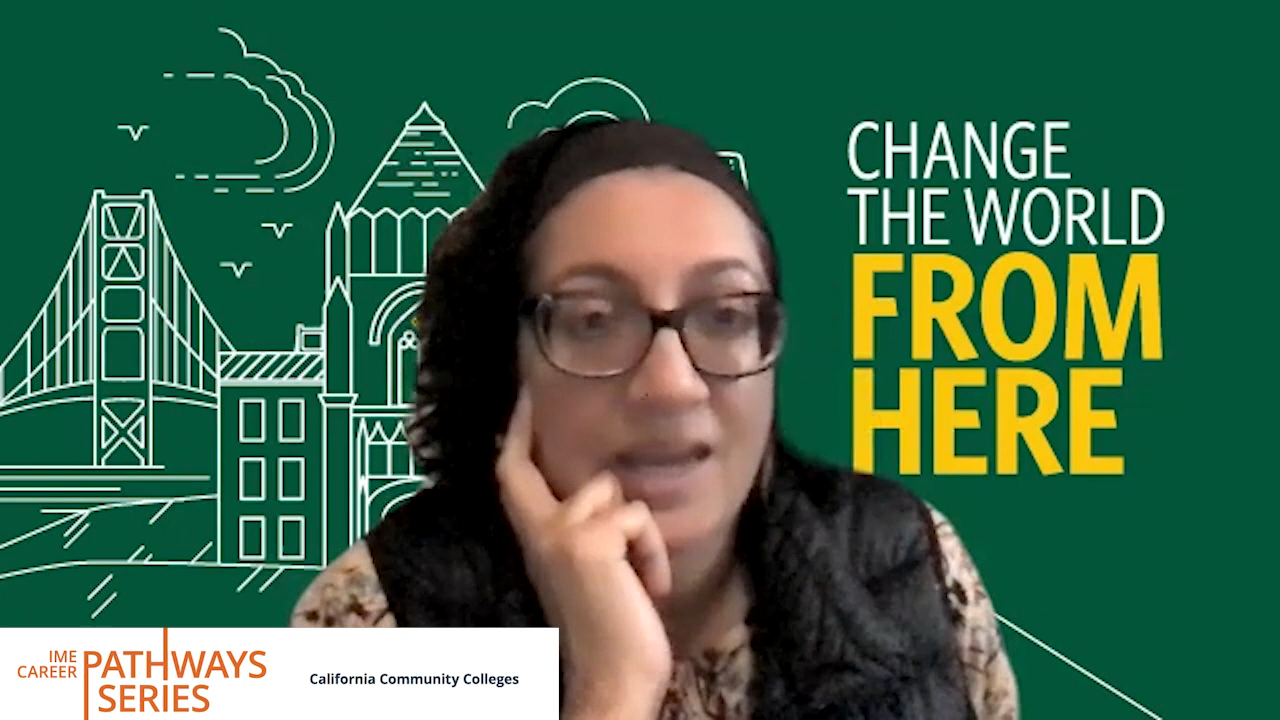 CHANGE
THE WORLD
FROM
HERE
IME
CAREER
PATHWAYS
SERIES
California Community Colleges